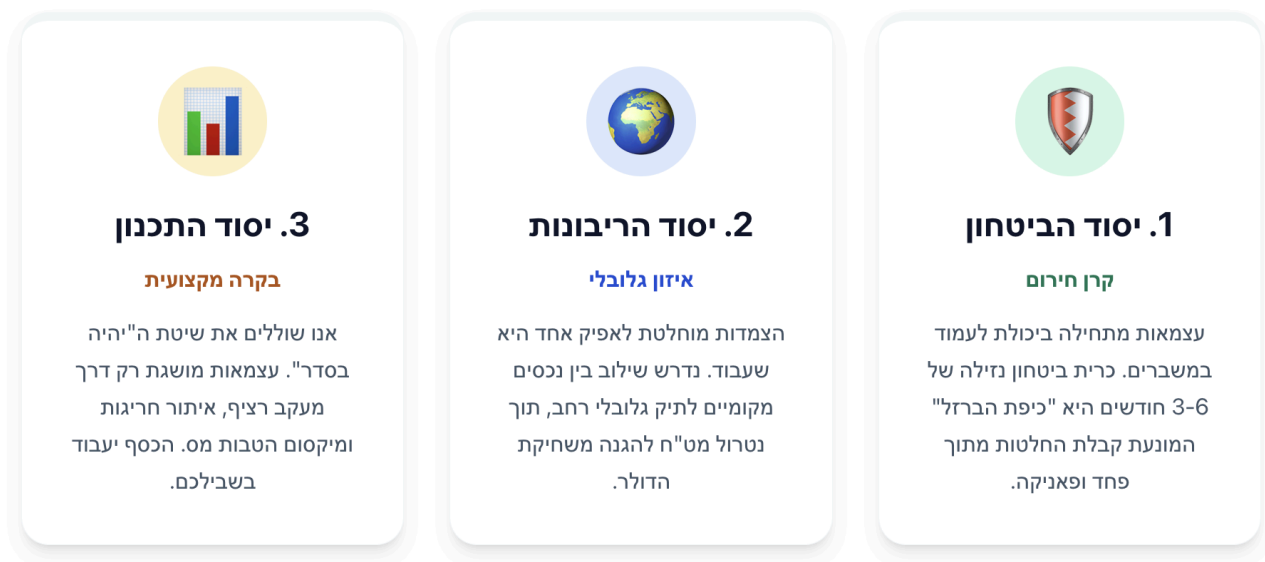 1. יסוד הביטחון
קרן חירום
עצמאות מתחילה ביכולת לעמוד
במשברים. כרית ביטחון נזילה של
3-6 חודשים היא "כיפת הברזל"
המונעת קבלת החלטות מתוך
פחד ופאניקה.
2. יסוד הריבונות
איזון גלובלי
הצמדות מוחלטת לאפיק אחד היא
שעבוד. נדרש שילוב בין נכסים
מקומיים לתיק גלובלי רחב, תוך
נטרול מט"ח להגנה משחיקת
הדולר.
3. יסוד התכנון
בקרה מקצועית
אנו שוללים את שיטת ה"יהיה
בסדר". עצמאות מושגת רק דרך
מעקב רציף, איתור חריגות
ומיקסום הטבות מס. הכסף יעבוד
בשבילכם.